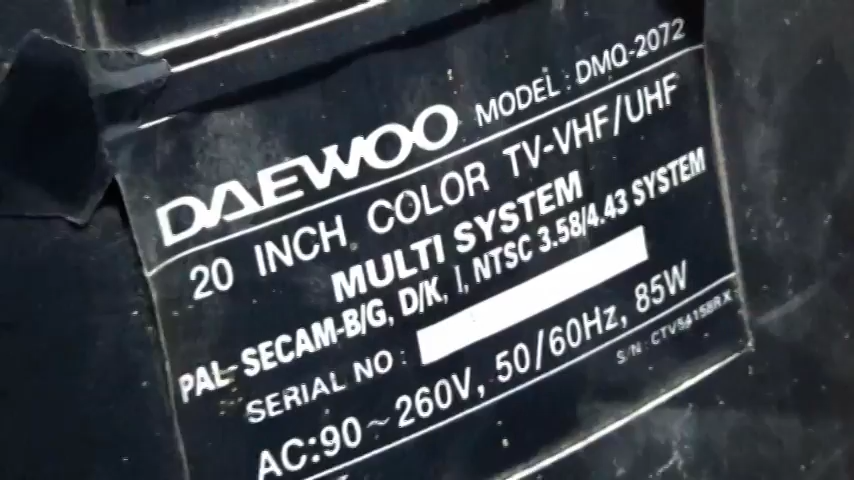 DAEWOO MODEL : DMQ-2072
20 INCH COLOR TV-VHF/UHF
MULTI SYSTEM
PAL- SECAM-B/G, D/K, I, NTSC 3.58/4.43 SYSTEM
SERIAL NO :
AC:90~260V, 50/60Hz, 85W
S/N: